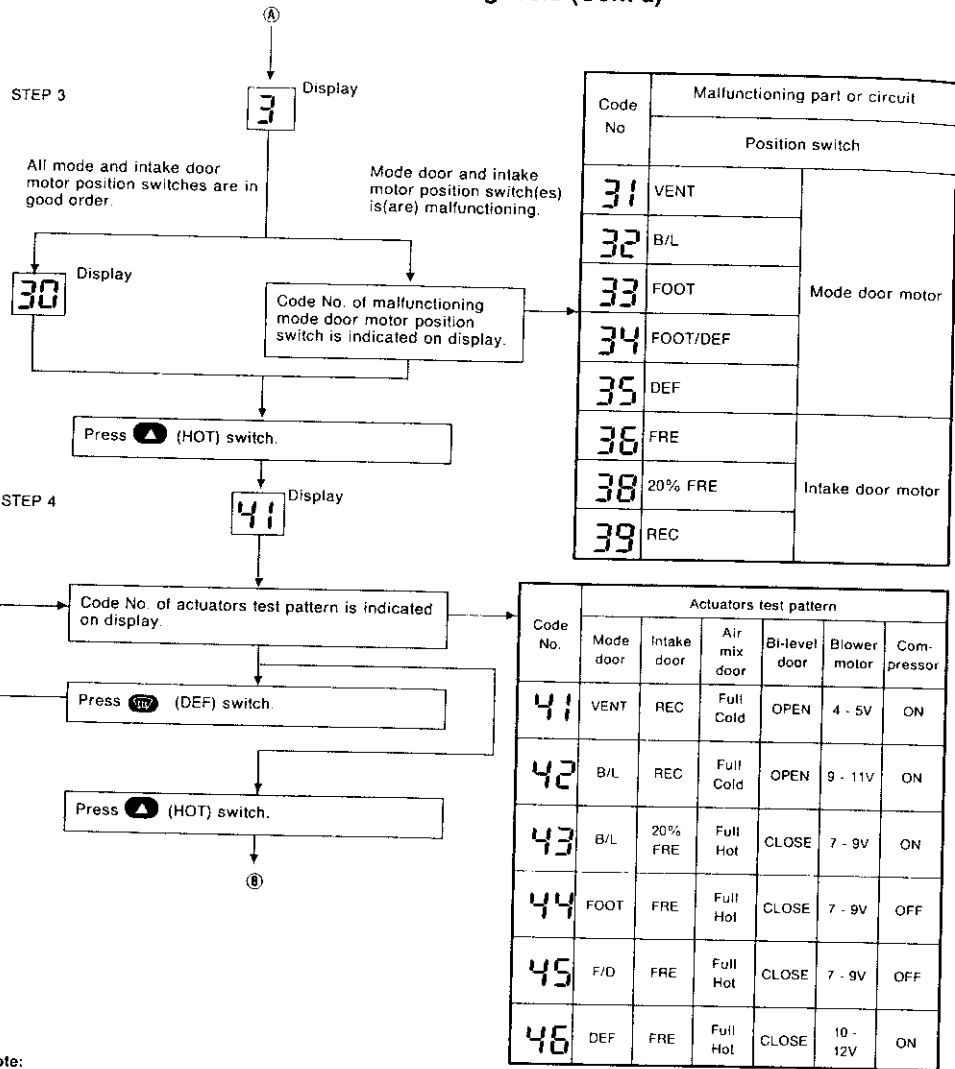 (Cont'd)
Ⓐ
STEP 3
3
Display
All mode and intake door
motor position switches are in
good order.
Mode door and intake
motor position switch(es)
is(are) malfunctioning.
30
Display
Code No. of malfunctioning
mode door motor position
switch is indicated on display.
Press ▲ (HOT) switch.
STEP 4
41
Display
Code No. of actuators test pattern is indicated
on display.
Press (DEF) switch.
Press ▲ (HOT) switch.
Ⓑ
Code
No
Malfunctioning part or circuit
Position switch
31 VENT
32 B/L
33 FOOT
Mode door motor
34 FOOT/DEF
35 DEF
36 FRE
38 20% FRE
Intake door motor
39 REC
Code
No.
Actuators test pattern
Mode
door
Intake
door
Air
mix
door
Bi-level
door
Blower
motor
Com-
pressor
41 VENT REC Full
Cold OPEN 4 - 5V ON
42 B/L REC Full
Cold OPEN 9 - 11V ON
43 B/L 20%
FRE Full
Hot CLOSE 7 - 9V ON
44 FOOT FRE Full
Hot CLOSE 7 - 9V OFF
45 F/D FRE Full
Hot CLOSE 7 - 9V OFF
46 DEF FRE Full
Hot CLOSE 10 -
12V ON
ote: